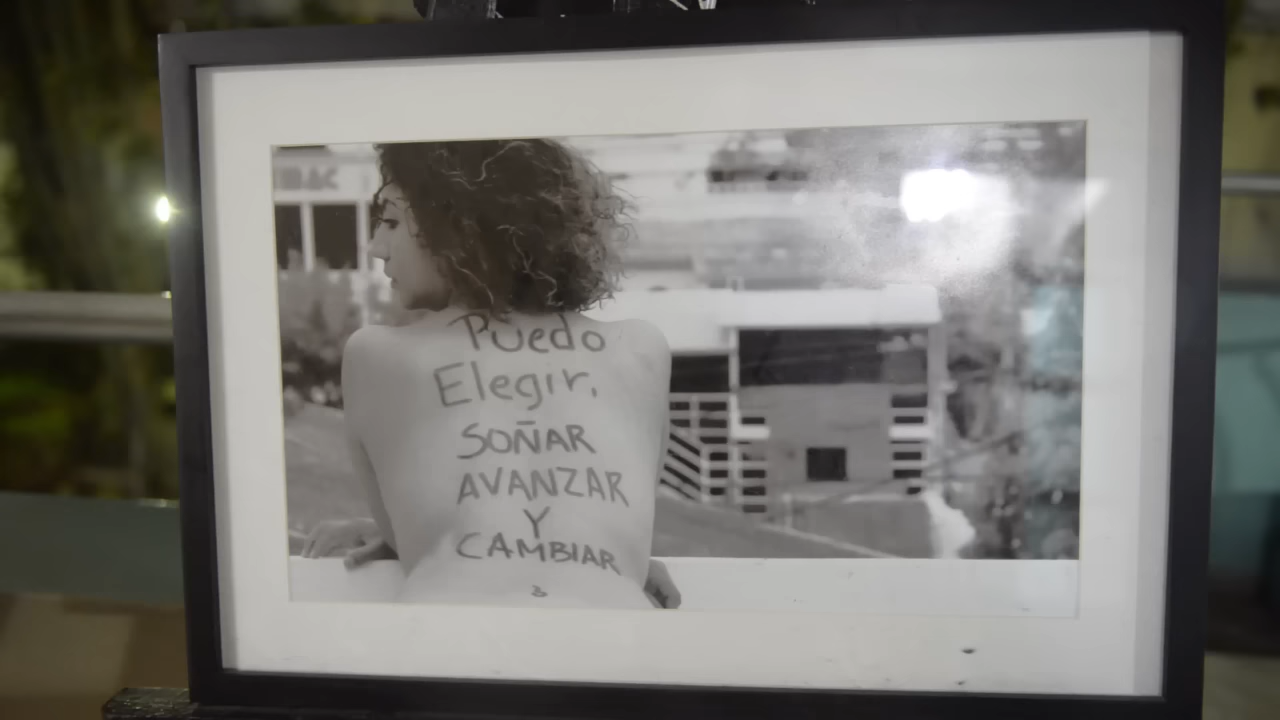 Puedo
Elegir,
SOÑAR
AVANZAR
Y
CAMBIAR